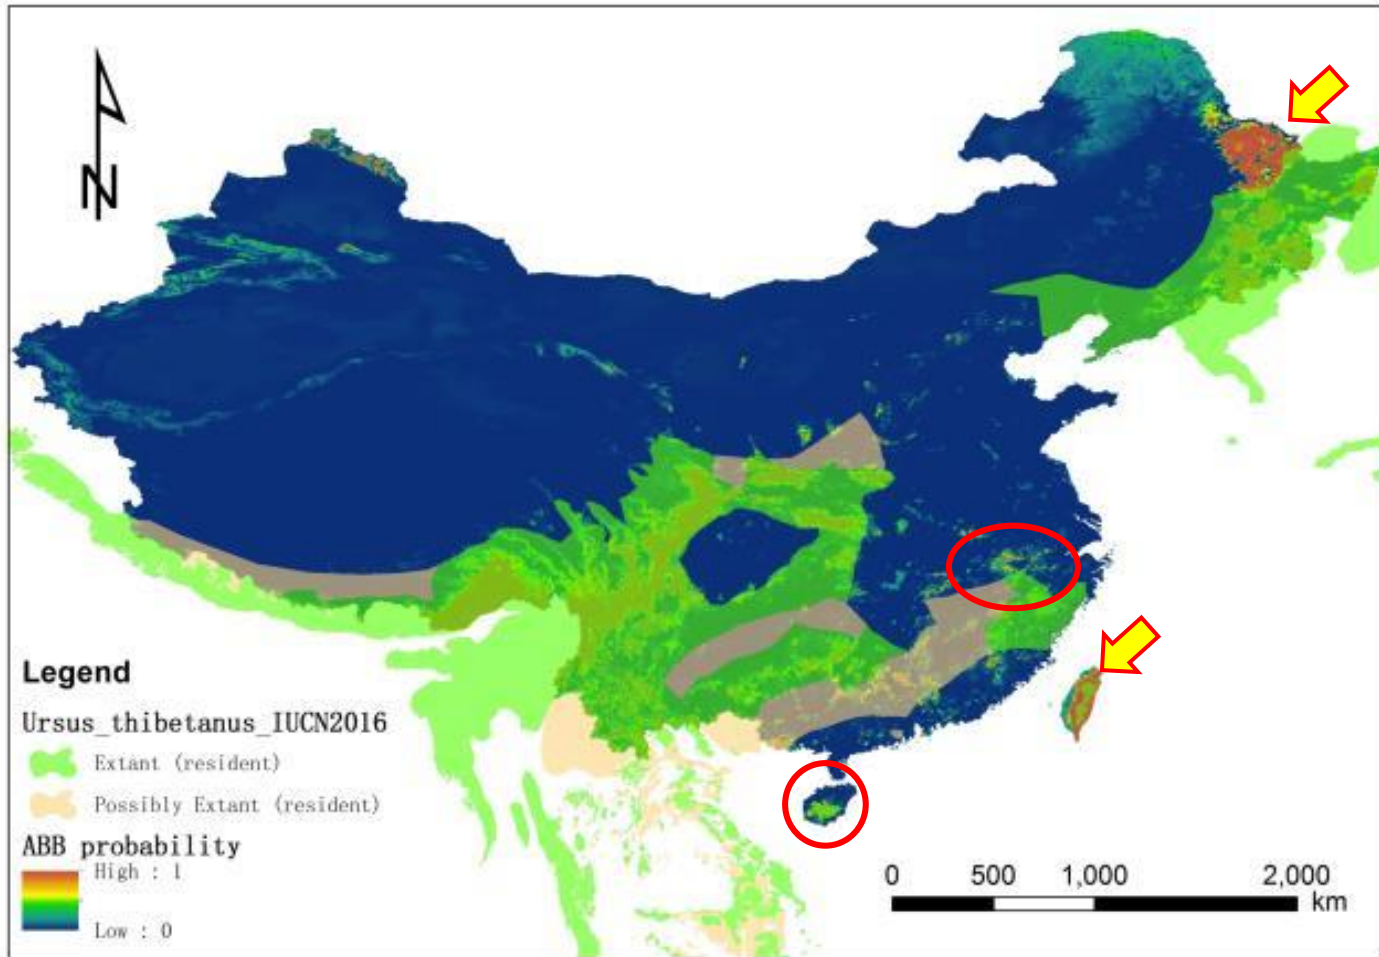 N
Legend
Ursus_thibetanus_IUCN2016
Extant (resident)
Possibly Extant (resident)
ABB probability
High : 1
Low : 0
0 500 1,000 2,000
km